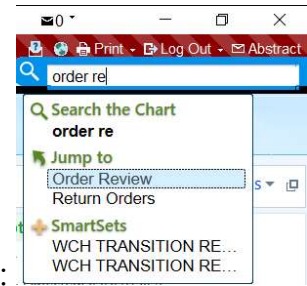 0
Print Log Out Abstract
order re
Search the Chart
order re
Jump to
Order Review
Return Orders
SmartSets
WCH TRANSITION RE...
WCH TRANSITION RE...